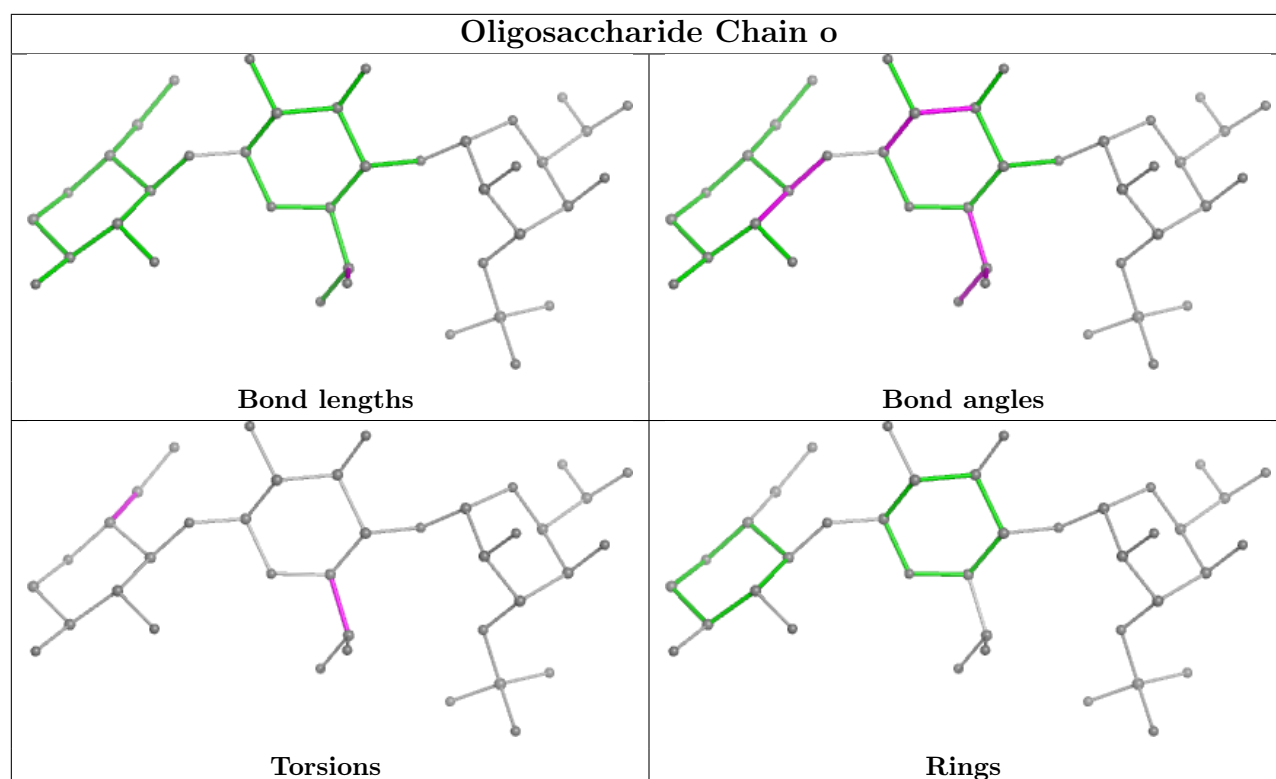 Oligosaccharide Chain o
Bond lengths
Bond angles
Torsions
Rings